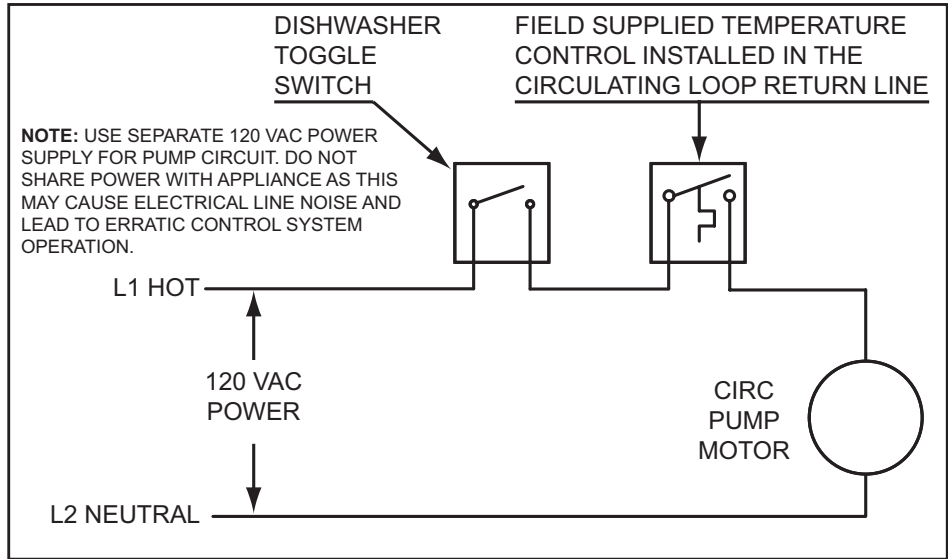 DISHWASHER
TOGGLE
SWITCH
FIELD SUPPLIED TEMPERATURE
CONTROL INSTALLED IN THE
CIRCULATING LOOP RETURN LINE
NOTE: USE SEPARATE 120 VAC POWER
SUPPLY FOR PUMP CIRCUIT. DO NOT
SHARE POWER WITH APPLIANCE AS THIS
MAY CAUSE ELECTRICAL LINE NOISE AND
LEAD TO ERRATIC CONTROL SYSTEM
OPERATION.
L1 HOT
120 VAC
POWER
CIRC
PUMP
MOTOR
L2 NEUTRAL